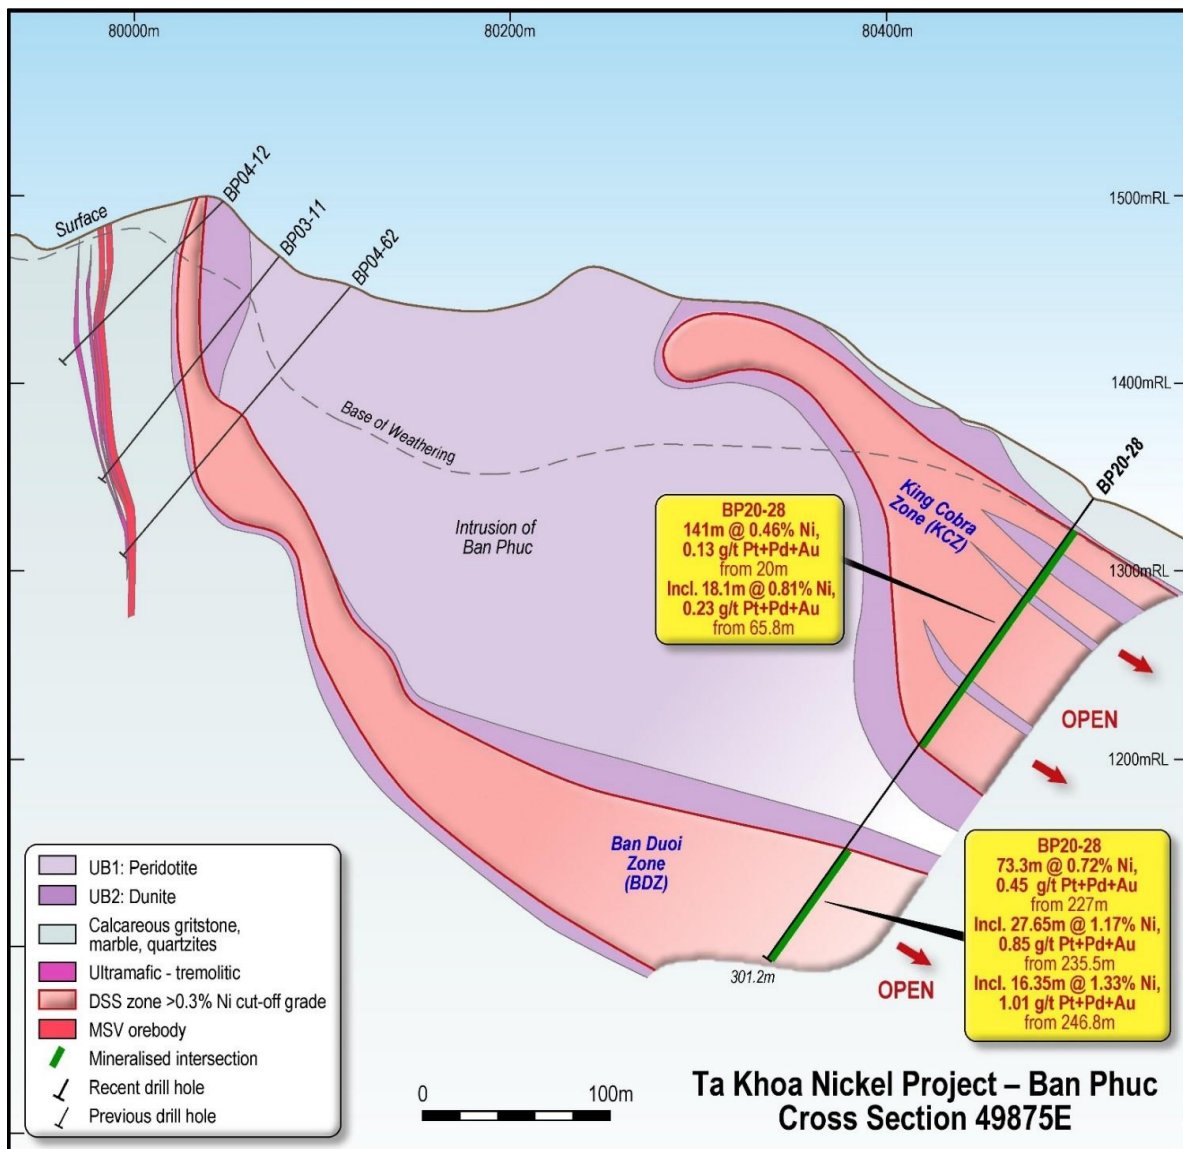 80000m
80200m
80400m
1500mRL
1400mRL
1300mRL
1200mRL
Surface
BP04-12
BP03-11
BP04-62
BP20-28
Base of Weathering
Intrusion of
Ban Phuc
King Cobra
Zone (KCZ)
BP20-28
141m @ 0.46% Ni,
0.13 g/t Pt+Pd+Au
from 20m
Incl. 18.1m @ 0.81% Ni,
0.23 g/t Pt+Pd+Au
from 65.8m
OPEN
Ban Duoi
Zone
(BDZ)
301.2m
OPEN
BP20-28
73.3m @ 0.72% Ni,
0.45 g/t Pt+Pd+Au
from 227m
Incl. 27.65m @ 1.17% Ni,
0.85 g/t Pt+Pd+Au
from 235.5m
Incl. 16.35m @ 1.33% Ni,
1.01 g/t Pt+Pd+Au
from 246.8m
UB1: Peridotite
UB2: Dunite
Calcareous gritstone,
marble, quartzites
Ultramafic - tremolitic
DSS zone >0.3% Ni cut-off grade
MSV orebody
Mineralised intersection
Recent drill hole
Previous drill hole
0 100m
Ta Khoa Nickel Project – Ban Phuc
Cross Section 49875E